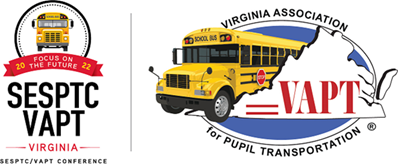 FOCUS ON
20 THE FUTURE 22
SESPTC
VAPT
VIRGINIA
SESPTC/VAPT CONFERENCE
VIRGINIA ASSOCIATION
SCHOOL BUS
STOP
VAPT
for PUPIL TRANSPORTATION ®